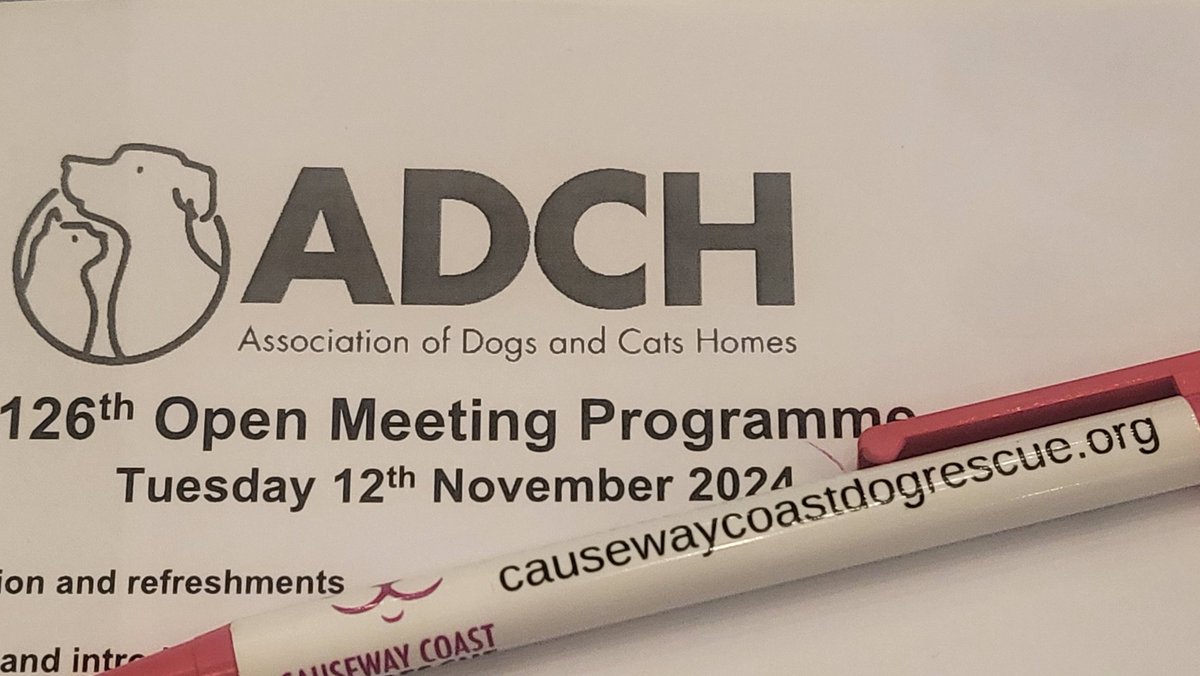 ADCH
Association of Dogs and Cats Homes
126th Open Meeting Programme
Tuesday 12th November 2024
causewaycoastdogrescue.org
ion and refreshments
CAUSEWAY COAST
and intro